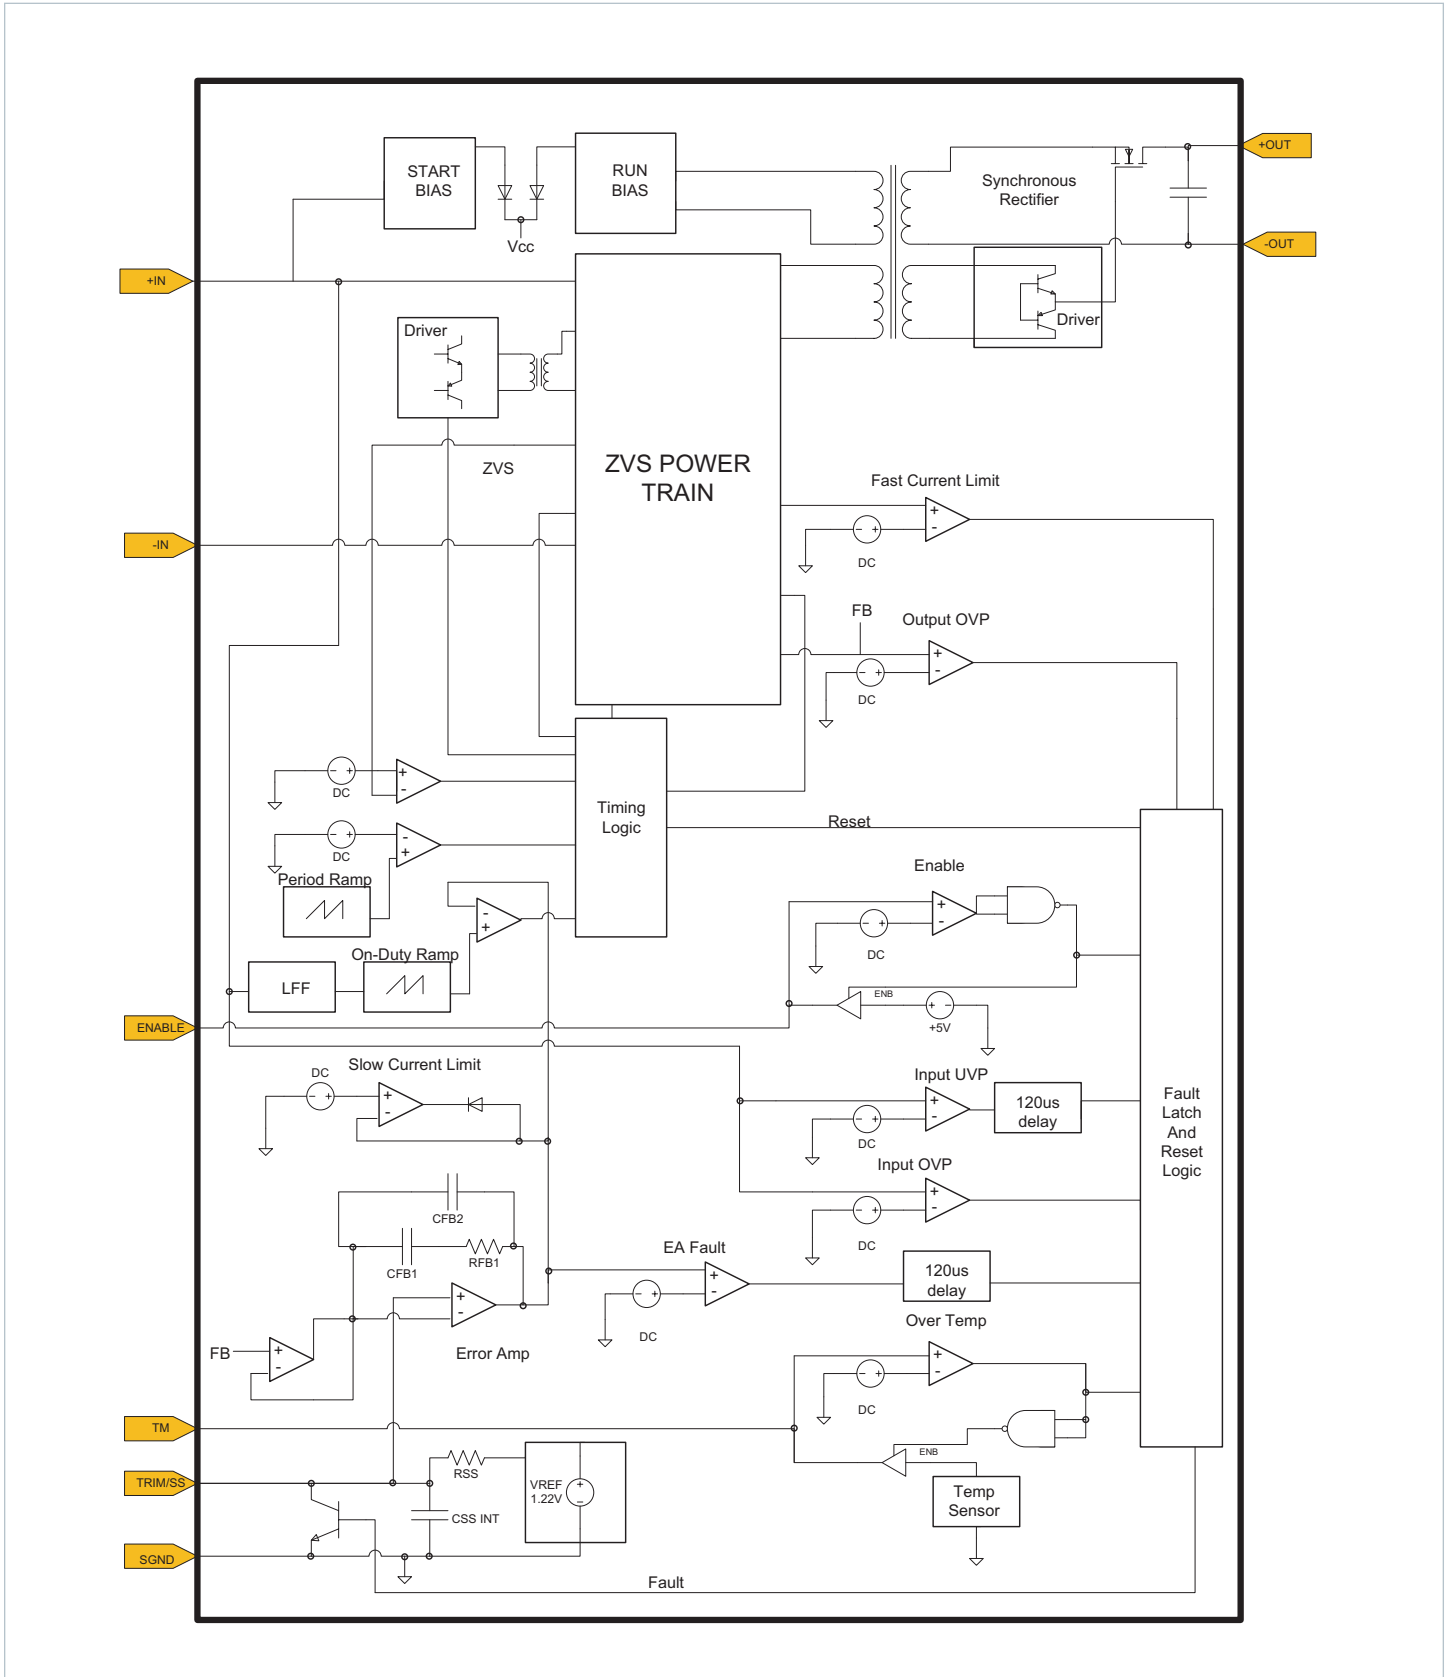 START
BIAS
RUN
BIAS
Vcc
Synchronous
Rectifier
+OUT
-OUT
+IN
Driver
Driver
ZVS
ZVS POWER
TRAIN
Fast Current Limit
+
-
- +
DC
-IN
FB
Output OVP
+
-
- +
DC
- +
DC
+
-
Timing
Logic
- +
DC
-
+
Period Ramp
Reset
Enable
+
-
- +
DC
-
+
On-Duty Ramp
LFF
ENB
+ -
+5V
ENABLE
Slow Current Limit
DC
- +
+
-
Input UVP
+
-
- +
DC
120us
delay
Fault
Latch
And
Reset
Logic
Input OVP
+
-
- +
DC
CFB2
CFB1
RFB1
EA Fault
+
-
- +
DC
120us
delay
+
-
Error Amp
FB
+
-
Over Temp
+
-
- +
DC
TM
ENB
Temp
Sensor
TRIM/SS
RSS
VREF
1.22V
+
-
CSS INT
SGND
Fault